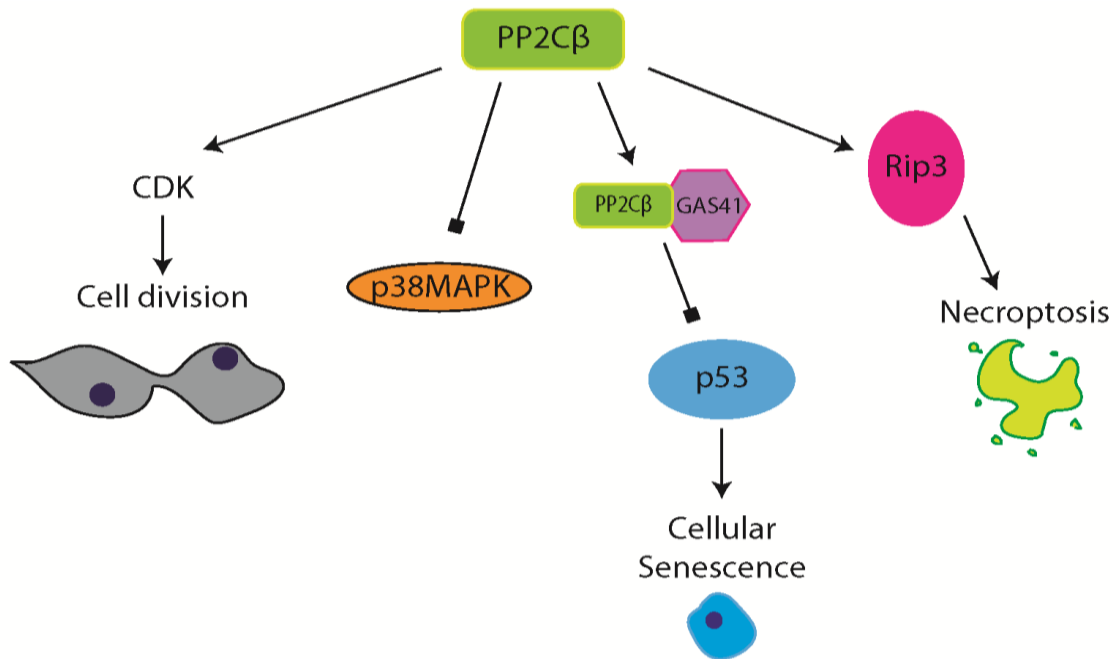 PP2Cβ
CDK
Cell division
p38MAPK
PP2Cβ
GAS41
p53
Cellular
Senescence
Rip3
Necroptosis